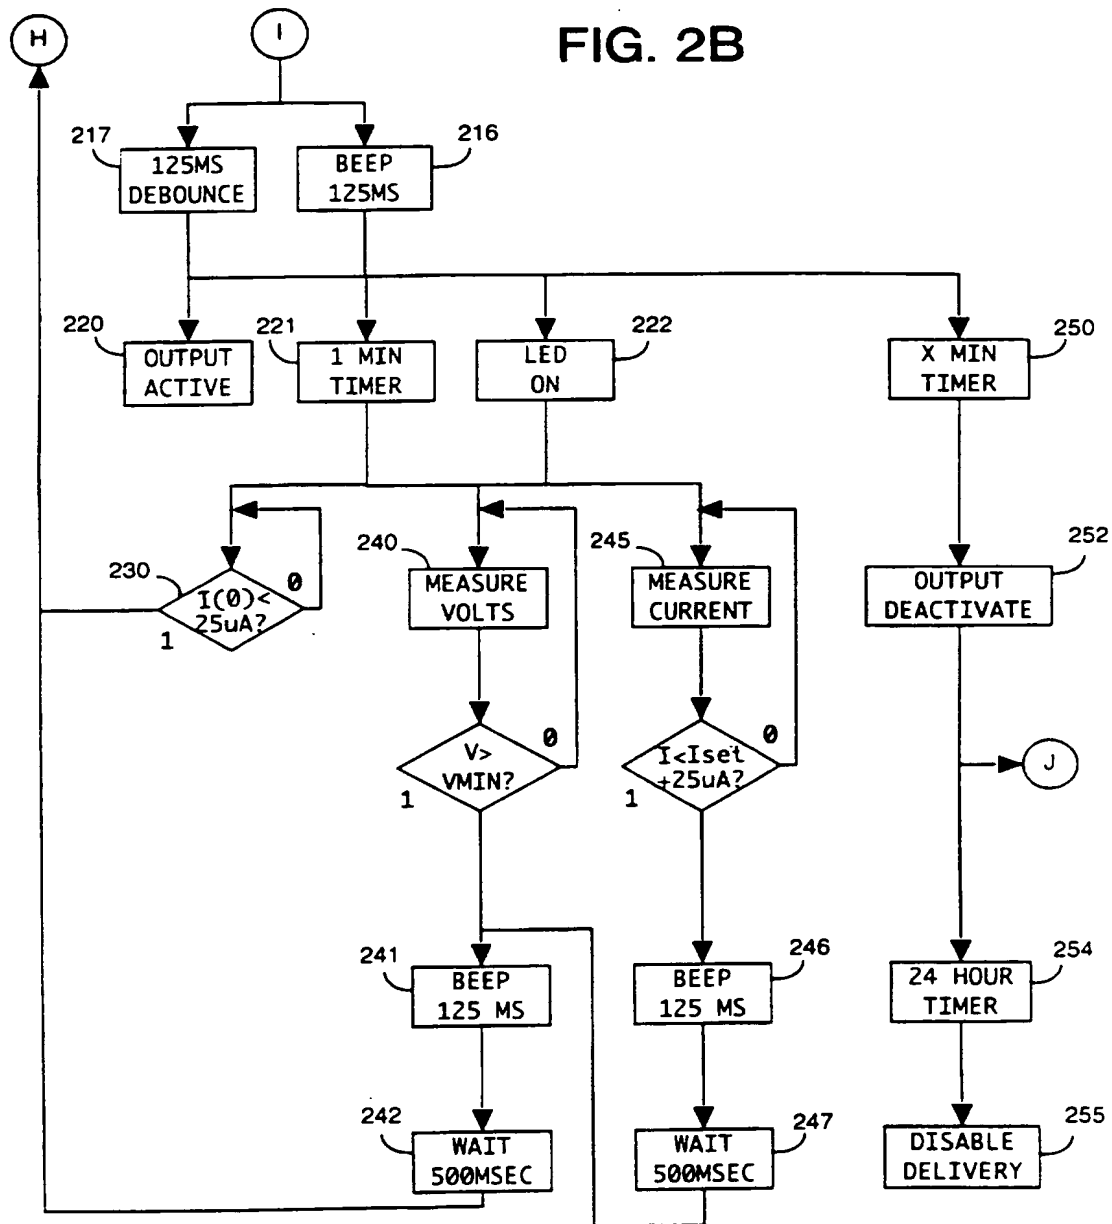 FIG. 2B
H
I
217
125MS
DEBOUNCE
216
BEEP
125MS
220
OUTPUT
ACTIVE
221
1 MIN
TIMER
222
LED
ON
250
X MIN
TIMER
230
I(0)<
25uA?
0
1
240
MEASURE
VOLTS
245
MEASURE
CURRENT
252
OUTPUT
DEACTIVATE
V>
VMIN?
0
1
I<Iset
+25uA?
0
1
J
241
BEEP
125 MS
246
BEEP
125 MS
254
24 HOUR
TIMER
242
WAIT
500MSEC
247
WAIT
500MSEC
255
DISABLE
DELIVERY